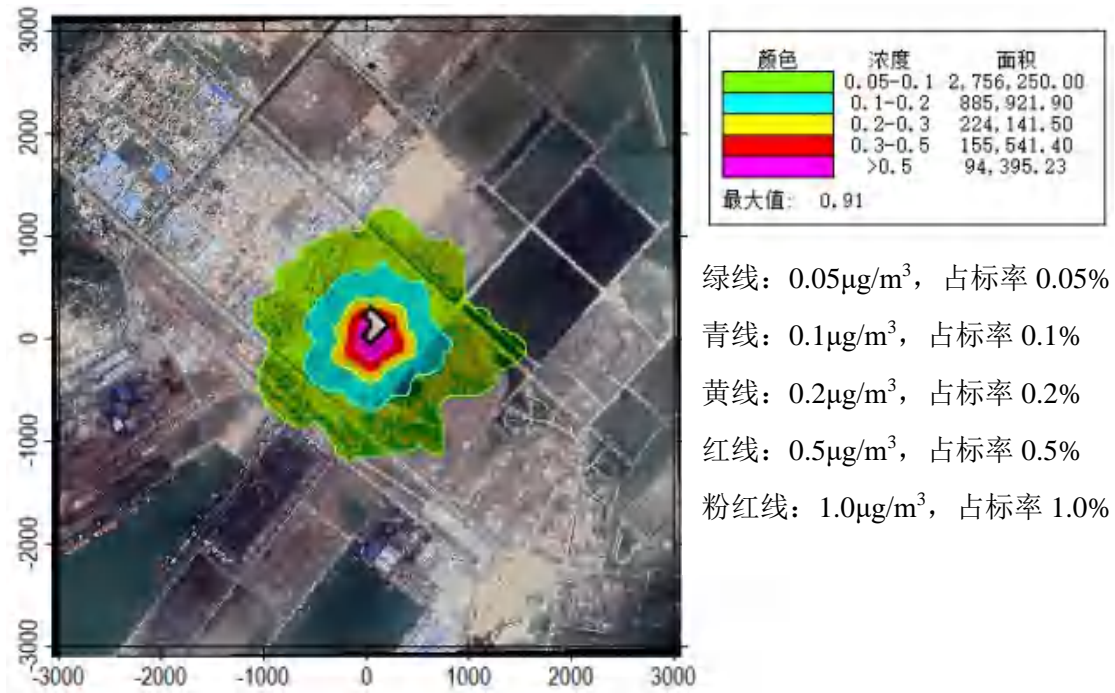 3000
2000
1000
0
-1000
-2000
-3000
-3000 -2000 -1000 0 1000 2000 3000
颜色 浓度 面积
0.05-0.1 2,756,250.00
0.1-0.2 885,921.90
0.2-0.3 224,141.50
0.3-0.5 155,541.40
>0.5 94,395.23
最大值: 0.91
绿线：0.05μg/m³，占标率 0.05%
青线：0.1μg/m³，占标率 0.1%
黄线：0.2μg/m³，占标率 0.2%
红线：0.5μg/m³，占标率 0.5%
粉红线：1.0μg/m³，占标率 1.0%